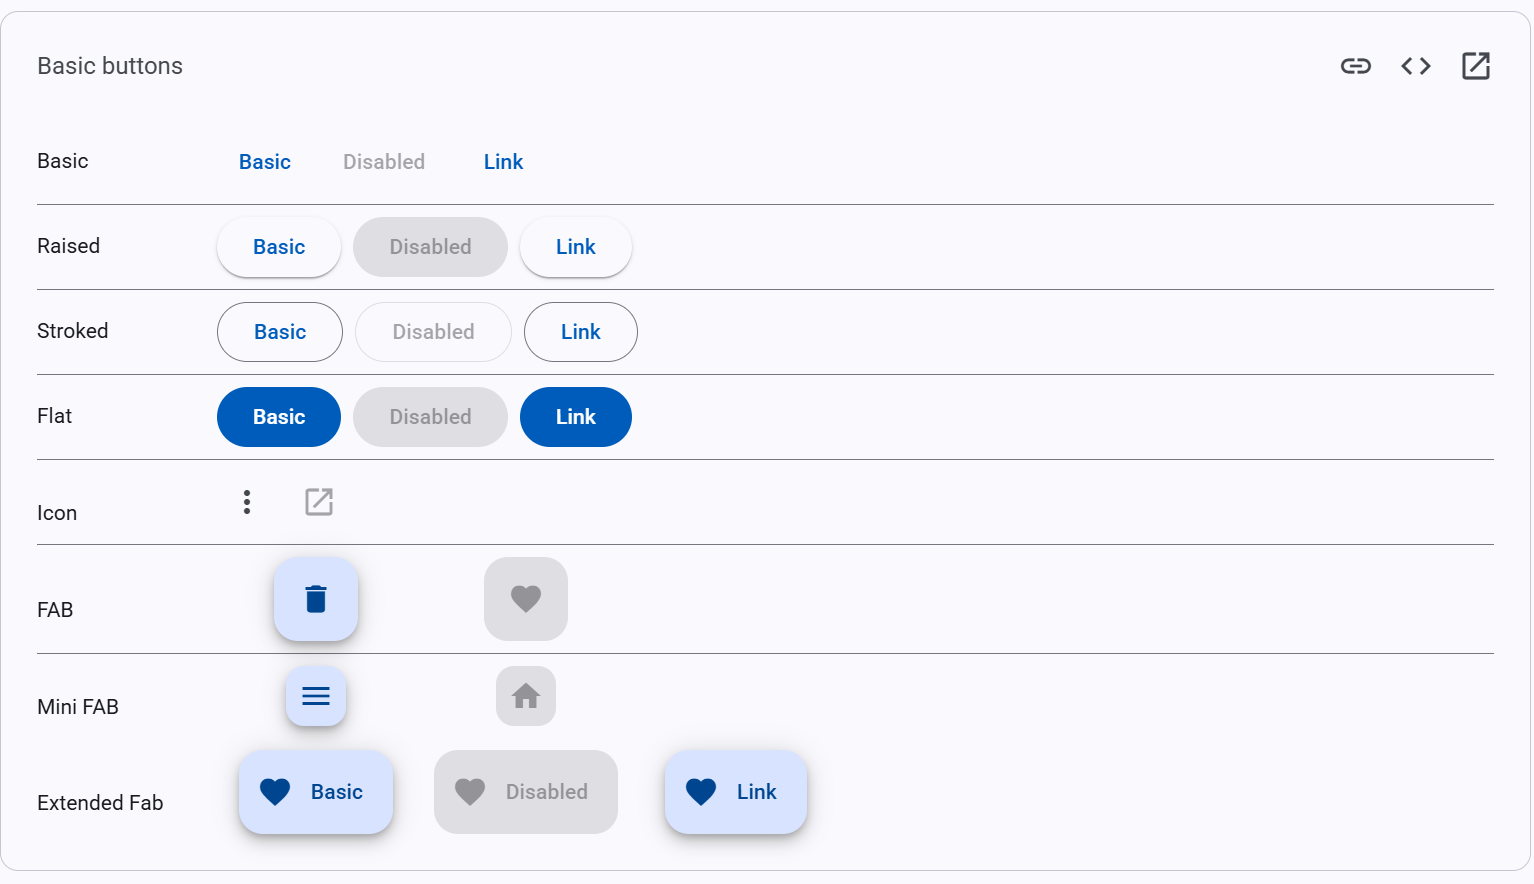 Basic buttons
Basic Basic Disabled Link
Raised Basic Disabled Link
Stroked Basic Disabled Link
Flat Basic Disabled Link
Icon
FAB
Mini FAB
Extended Fab Basic Disabled Link